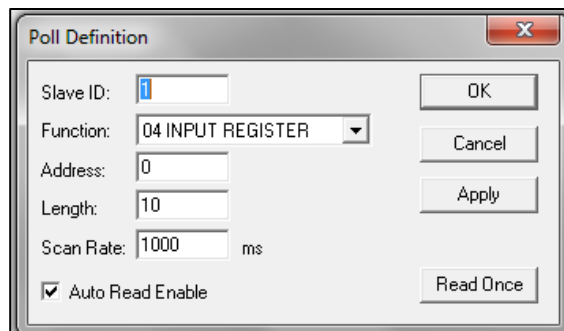 Poll Definition
Slave ID: 1
OK
Function: 04 INPUT REGISTER
Cancel
Address: 0
Apply
Length: 10
Scan Rate: 1000 ms
Auto Read Enable
Read Once